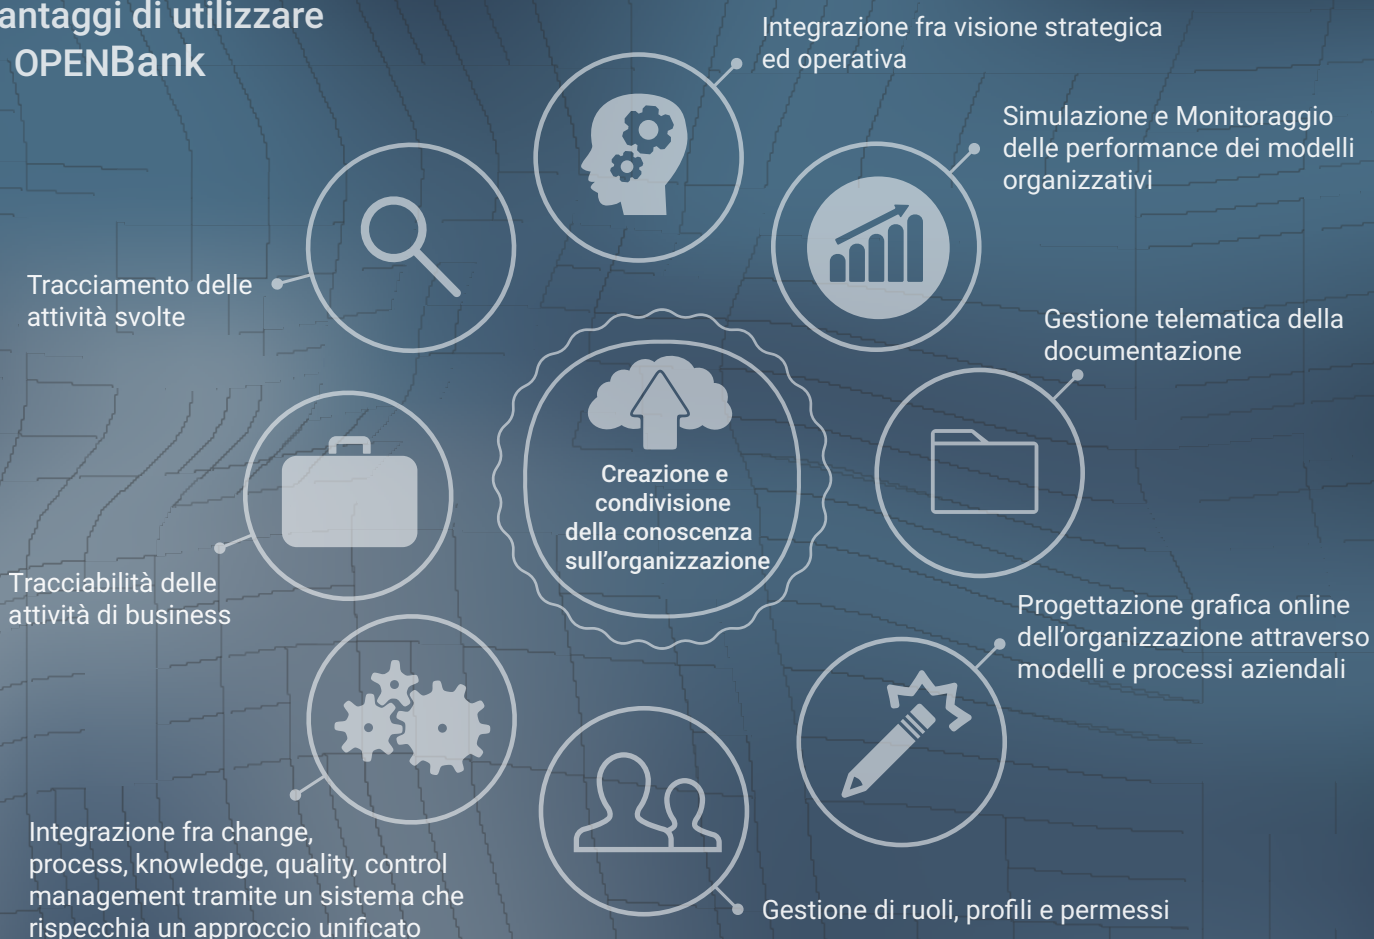 antaggi di utilizzare
OPENBank
Integrazione fra visione strategica
ed operativa
Simulazione e Monitoraggio
delle performance dei modelli
organizzativi
Tracciamento delle
attività svolte
Gestione telematica della
documentazione
Creazione e
condivisione
della conoscenza
sull'organizzazione
Tracciabilità delle
attività di business
Progettazione grafica online
dell'organizzazione attraverso
modelli e processi aziendali
Integrazione fra change,
process, knowledge, quality, control
management tramite un sistema che
rispecchia un approccio unificato
Gestione di ruoli, profili e permessi